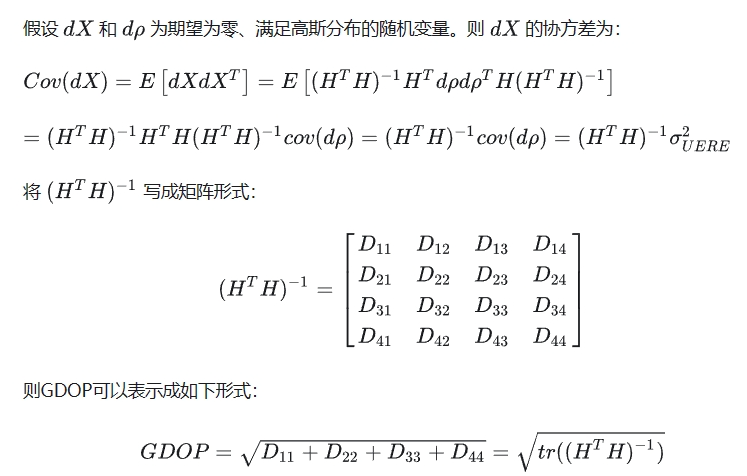 假设 $dX$ 和 $d\rho$ 为期望为零、满足高斯分布的随机变量。则 $dX$ 的协方差为：
$Cov(dX) = E\left[dXdX^T\right] = E\left[(H^TH)^{-1}H^Td\rho d\rho^TH(H^TH)^{-1}\right]$
$= (H^TH)^{-1}H^TH(H^TH)^{-1}cov(d\rho) = (H^TH)^{-1}cov(d\rho) = (H^TH)^{-1}\sigma^2_{UERE}$
将 $(H^TH)^{-1}$ 写成矩阵形式：
$(H^TH)^{-1} = \begin{bmatrix} D_{11} & D_{12} & D_{13} & D_{14} \\ D_{21} & D_{22} & D_{23} & D_{24} \\ D_{31} & D_{32} & D_{33} & D_{34} \\ D_{41} & D_{42} & D_{43} & D_{44} \end{bmatrix}$
则GDOP可以表示成如下形式：
$GDOP = \sqrt{D_{11} + D_{22} + D_{33} + D_{44}} = \sqrt{tr((H^TH)^{-1})}$